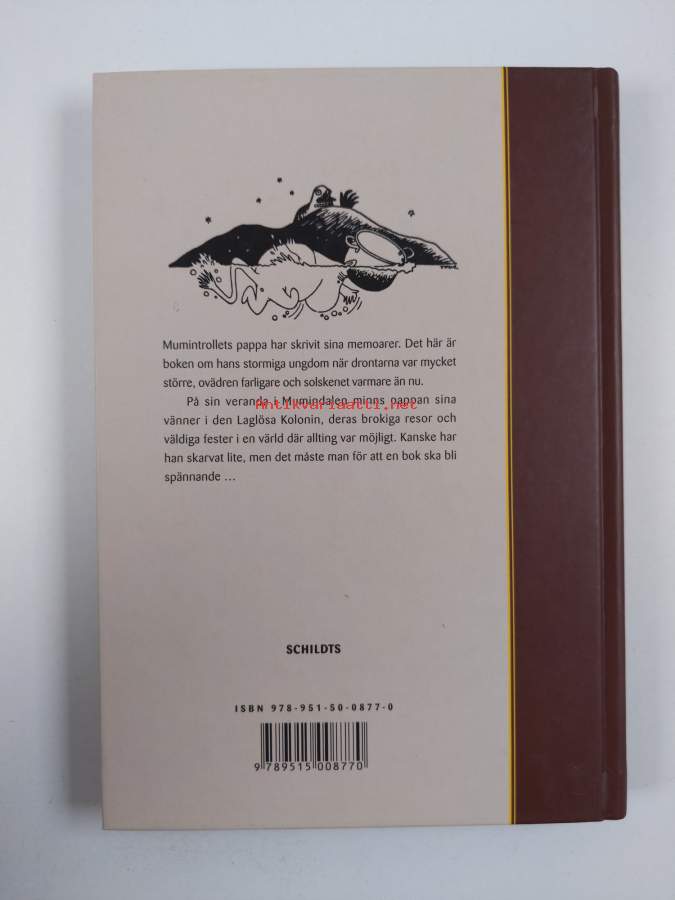 Mumintrollets pappa har skrivit sina memoarer. Det här är
boken om hans stormiga ungdom när drontarna var mycket
större, ovädren farligare och solskenet varmare än nu.
På sin veranda i Mumindalen minns pappan sina
Antikvariaatti.net
vänner i den Laglösa Kolonin, deras brokiga resor och
väldiga fester i en värld där allting var möjligt. Kanske har
han skarvat lite, men det måste man för att en bok ska bli
spännande …
SCHILDTS
ISBN 978-951-50-0877-0
9 789515 008770